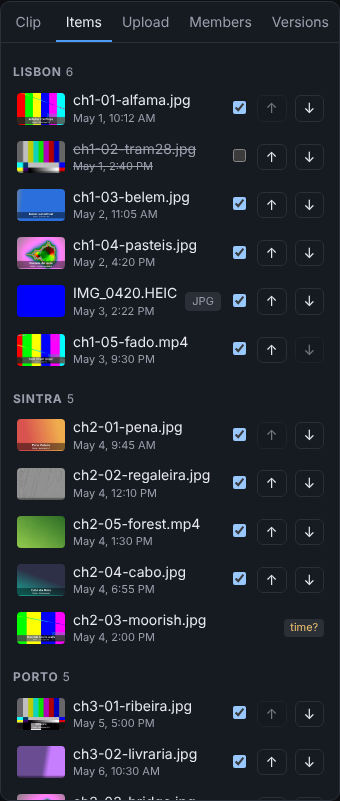 Clip Items Upload Members Versions
LISBON 6
ch1-01-alfama.jpg
May 1, 10:12 AM
ch1-02-tram28.jpg
May 1, 2:40 PM
ch1-03-belem.jpg
May 2, 11:05 AM
ch1-04-pasteis.jpg
May 2, 4:20 PM
IMG_0420.HEIC JPG
May 3, 2:22 PM
ch1-05-fado.mp4
May 3, 9:30 PM
SINTRA 5
ch2-01-pena.jpg
May 4, 9:45 AM
ch2-02-regaleira.jpg
May 4, 12:10 PM
ch2-05-forest.mp4
May 4, 1:30 PM
ch2-04-cabo.jpg
May 4, 6:55 PM
ch2-03-moorish.jpg
May 4, 2:00 PM
time?
PORTO 5
ch3-01-ribeira.jpg
May 5, 5:00 PM
ch3-02-livraria.jpg
May 6, 10:30 AM